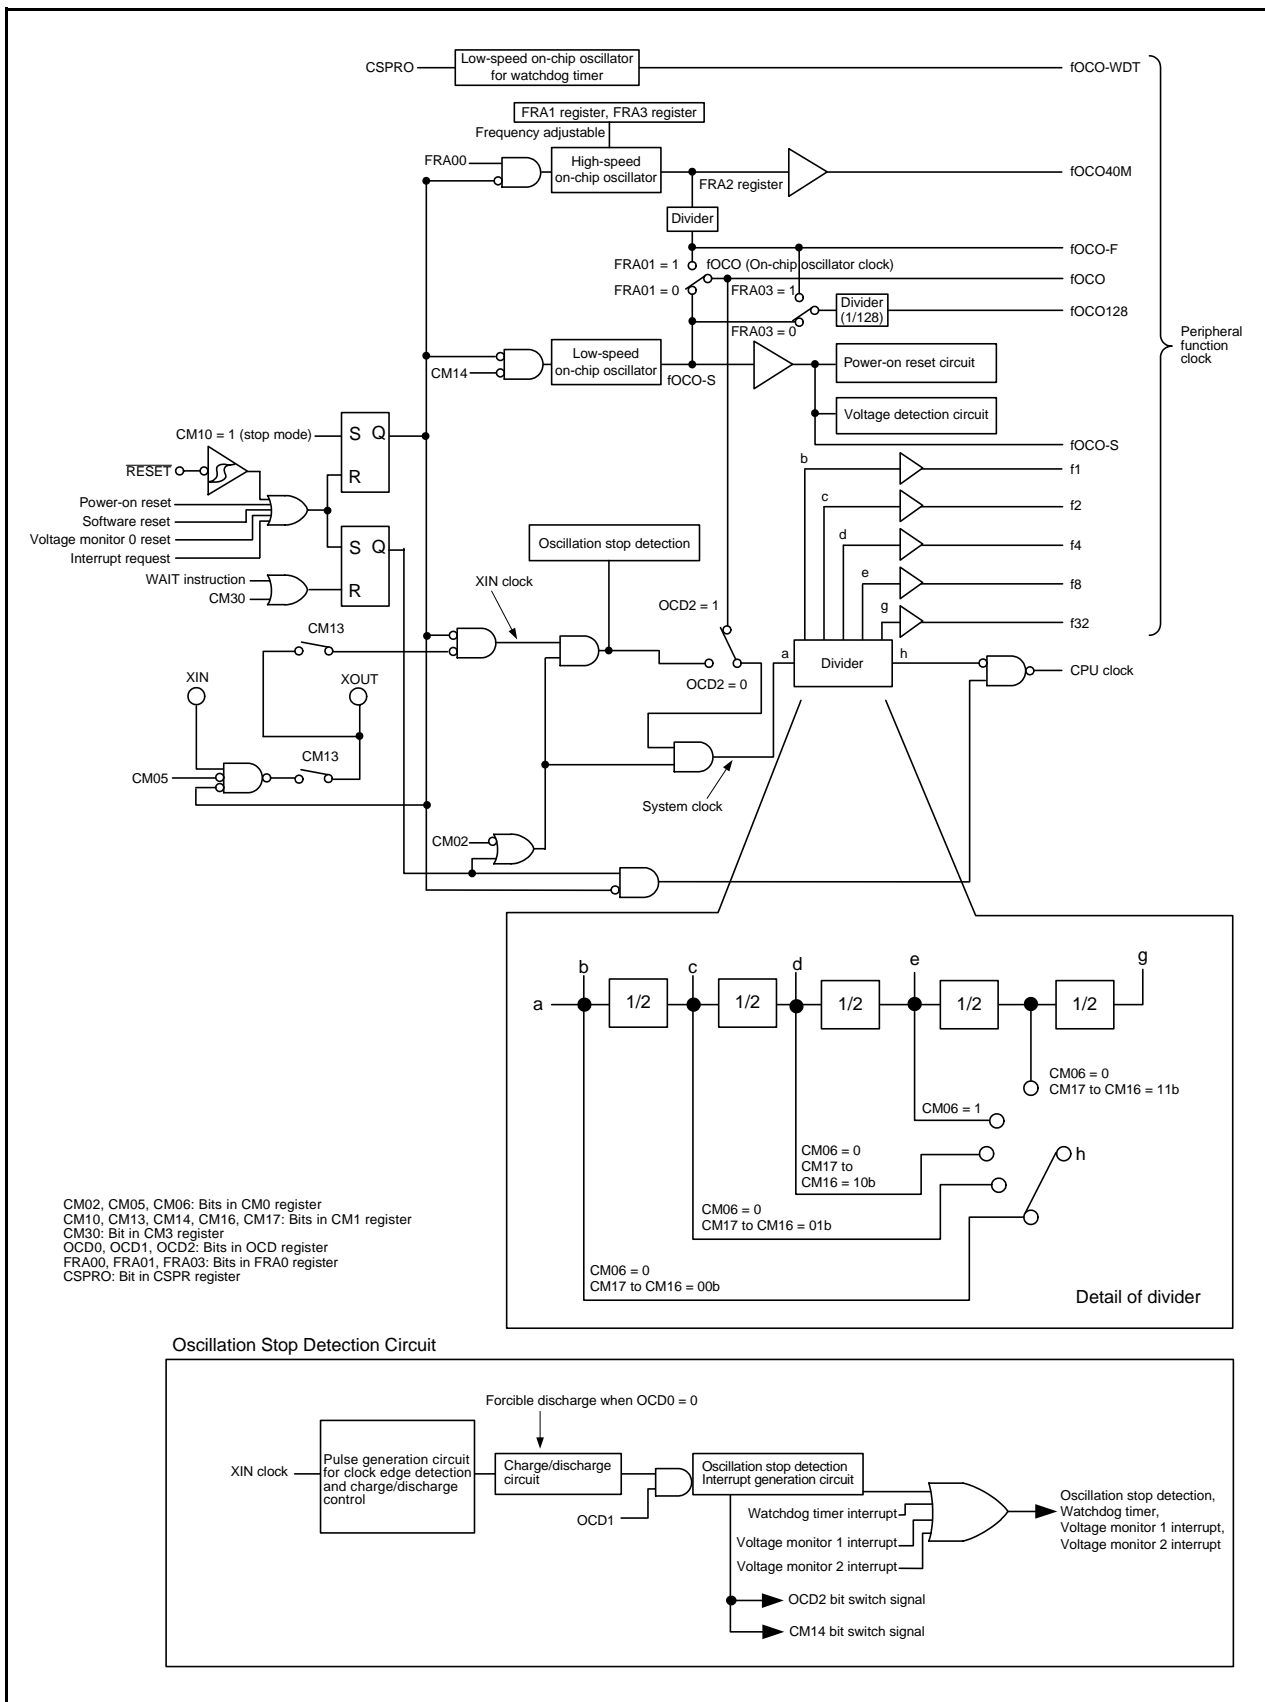 CSPRO
Low-speed on-chip oscillator
for watchdog timer
fOCO-WDT
FRA1 register, FRA3 register
Frequency adjustable
FRA00
High-speed
on-chip oscillator
FRA2 register
fOCO40M
Divider
fOCO-F
FRA01 = 1
fOCO (On-chip oscillator clock)
fOCO
FRA01 = 0
FRA03 = 1
Divider
(1/128)
fOCO128
FRA03 = 0
Peripheral
function
clock
CM14
Low-speed
on-chip oscillator
fOCO-S
Power-on reset circuit
Voltage detection circuit
fOCO-S
CM10 = 1 (stop mode)
S Q
R
RESET
Power-on reset
Software reset
Voltage monitor 0 reset
Interrupt request
S Q
R
WAIT instruction
CM30
b
f1
c
f2
d
f4
e
f8
g
f32
Oscillation stop detection
XIN clock
OCD2 = 1
OCD2 = 0
CM13
a
Divider
h
CPU clock
XIN
XOUT
CM13
CM05
System clock
CM02
b
c
d
e
g
a
1/2
1/2
1/2
1/2
1/2
CM06 = 0
CM17 to CM16 = 11b
CM06 = 1
CM06 = 0
CM17 to
CM16 = 10b
h
CM06 = 0
CM17 to CM16 = 01b
CM06 = 0
CM17 to CM16 = 00b
Detail of divider
CM02, CM05, CM06: Bits in CM0 register
CM10, CM13, CM14, CM16, CM17: Bits in CM1 register
CM30: Bit in CM3 register
OCD0, OCD1, OCD2: Bits in OCD register
FRA00, FRA01, FRA03: Bits in FRA0 register
CSPRO: Bit in CSPR register
Oscillation Stop Detection Circuit
Forcible discharge when OCD0 = 0
XIN clock
Pulse generation circuit
for clock edge detection
and charge/discharge
control
Charge/discharge
circuit
OCD1
Oscillation stop detection
Interrupt generation circuit
Watchdog timer interrupt
Voltage monitor 1 interrupt
Voltage monitor 2 interrupt
Oscillation stop detection,
Watchdog timer,
Voltage monitor 1 interrupt,
Voltage monitor 2 interrupt
OCD2 bit switch signal
CM14 bit switch signal